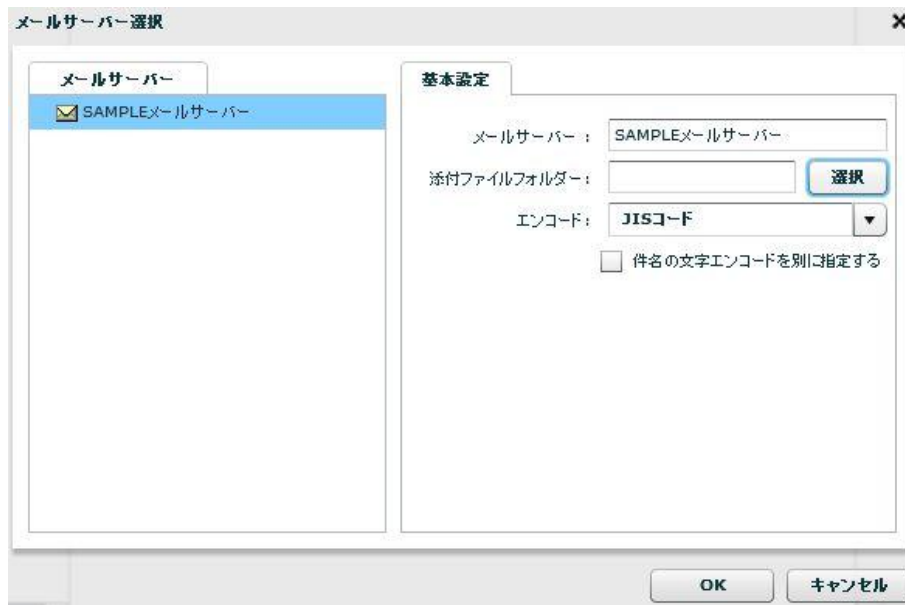 メールサーバー選択
メールサーバー
SAMPLEメールサーバー
基本設定
メールサーバー： SAMPLEメールサーバー
添付ファイルフォルダー： 選択
エンコード： JISコード
件名の文字エンコードを別に指定する
OK キャンセル